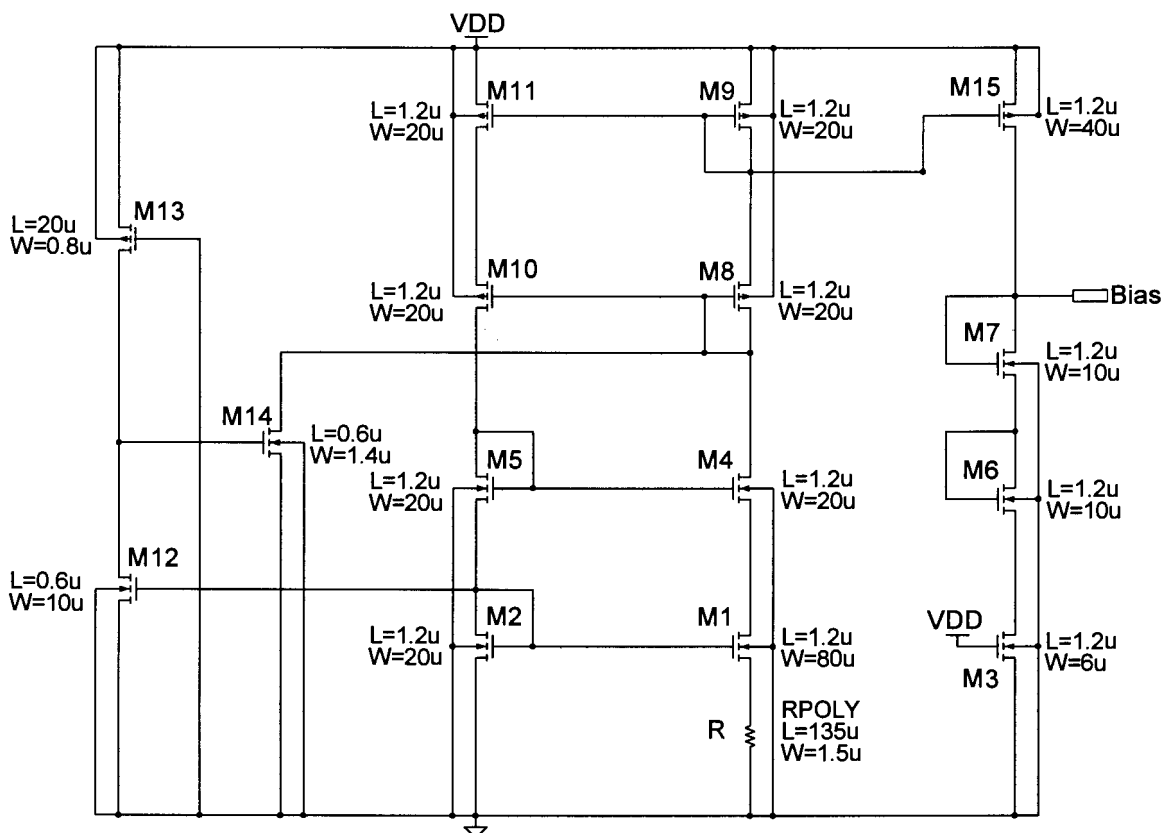 VDD
M11
L=1.2u
W=20u
M9
L=1.2u
W=20u
M15
L=1.2u
W=40u
M13
L=20u
W=0.8u
M10
L=1.2u
W=20u
M8
L=1.2u
W=20u
Bias
M7
L=1.2u
W=10u
M14
L=0.6u
W=1.4u
M5
L=1.2u
W=20u
M4
L=1.2u
W=20u
M6
L=1.2u
W=10u
M12
L=0.6u
W=10u
M2
L=1.2u
W=20u
M1
L=1.2u
W=80u
VDD
L=1.2u
W=6u
M3
R
RPOLY
L=135u
W=1.5u